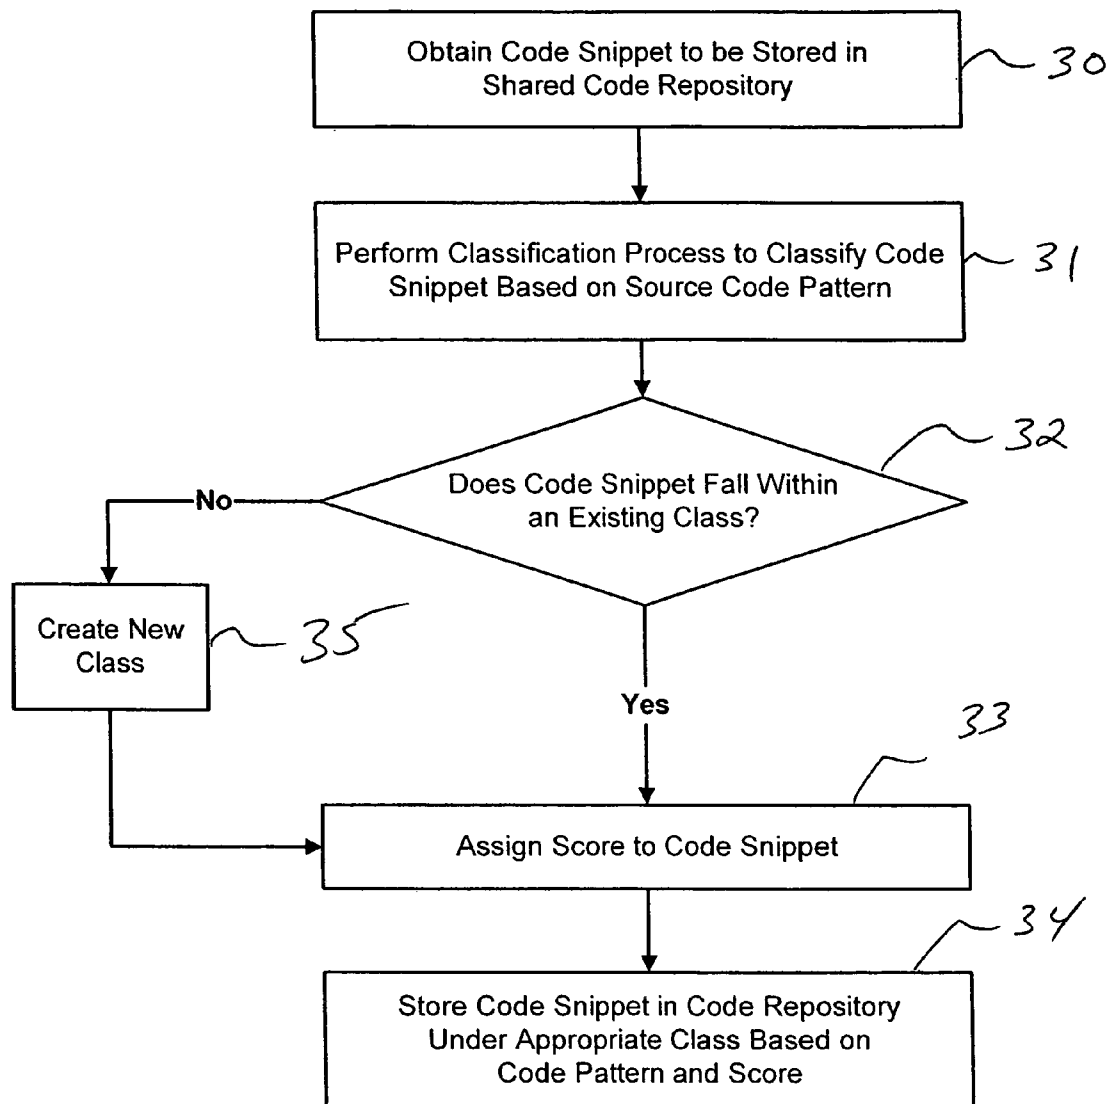 Obtain Code Snippet to be Stored in
Shared Code Repository
30
Perform Classification Process to Classify Code
Snippet Based on Source Code Pattern
31
32
Does Code Snippet Fall Within
an Existing Class?
No
Create New
Class
35
Yes
33
Assign Score to Code Snippet
34
Store Code Snippet in Code Repository
Under Appropriate Class Based on
Code Pattern and Score